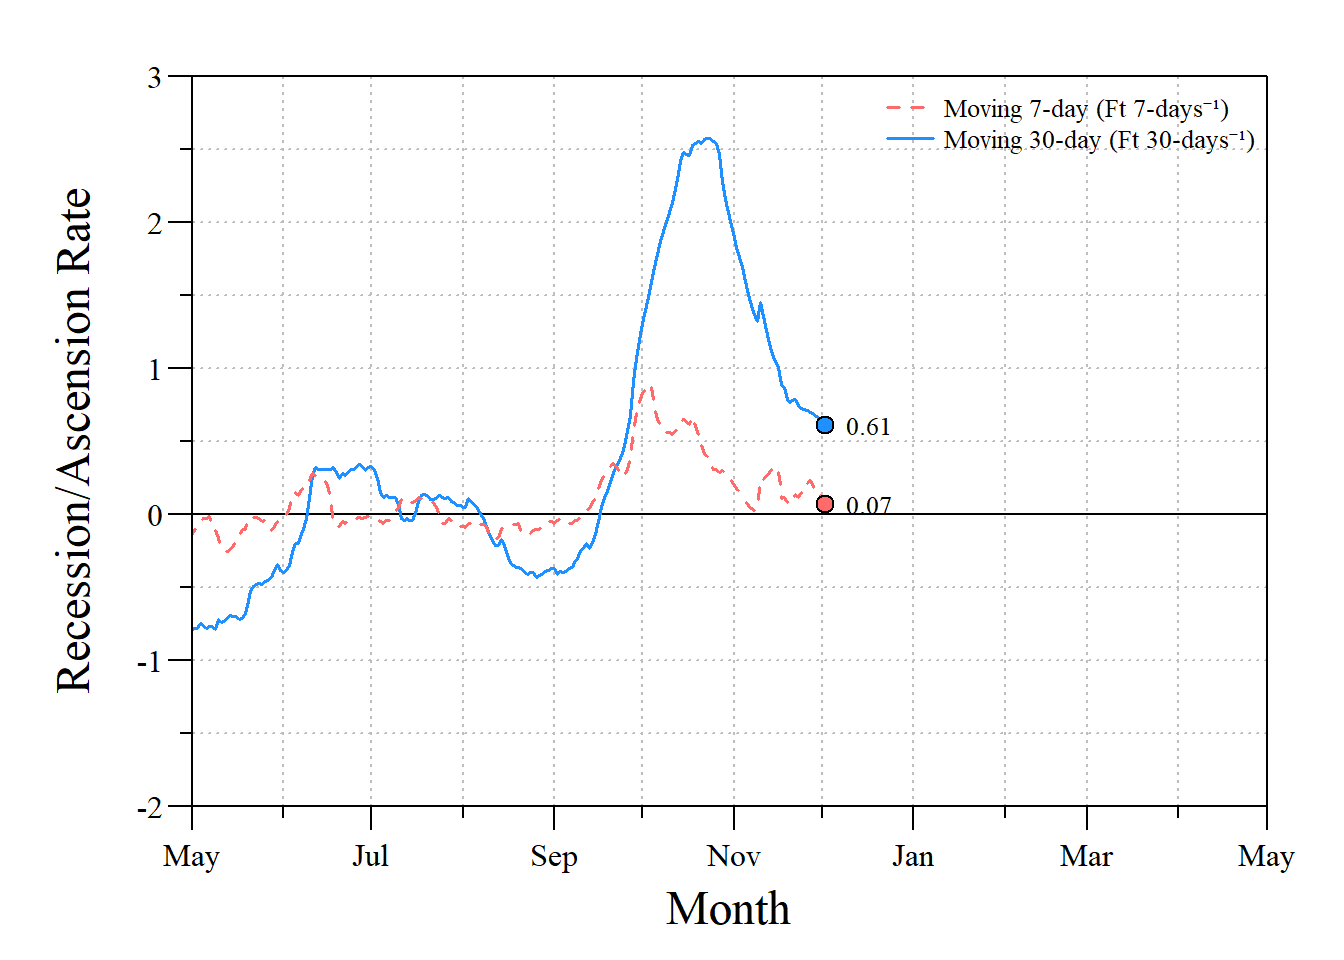 3
Moving 7-day (Ft 7-days⁻¹)
Moving 30-day (Ft 30-days⁻¹)
2
1
0.61
0.07
0
-1
-2
Recession/Ascension Rate
May Jul Sep Nov Jan Mar May
Month